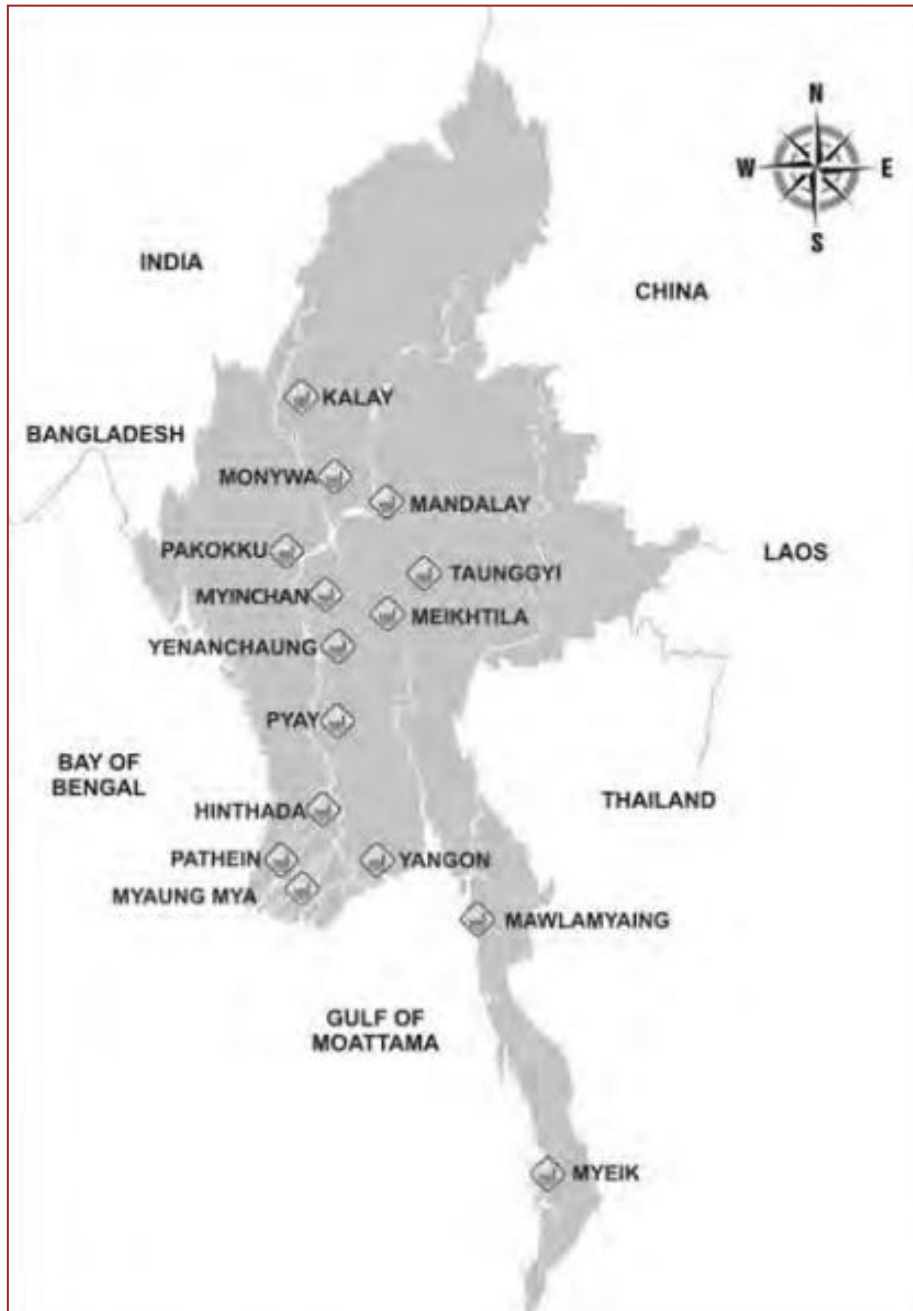 N
W
E
S
INDIA
CHINA
KALAY
BANGLADESH
MONYWA
MANDALAY
PAKOKKU
LAOS
TAUNGGYI
MYINCHAN
MEIKHTILA
YENANCHAUNG
PYAY
BAY OF
BENGAL
THAILAND
HINTHADA
PATHEIN
YANGON
MYAUNG MYA
MAWLAMYAING
GULF OF
MOATTAMA
MYEIK